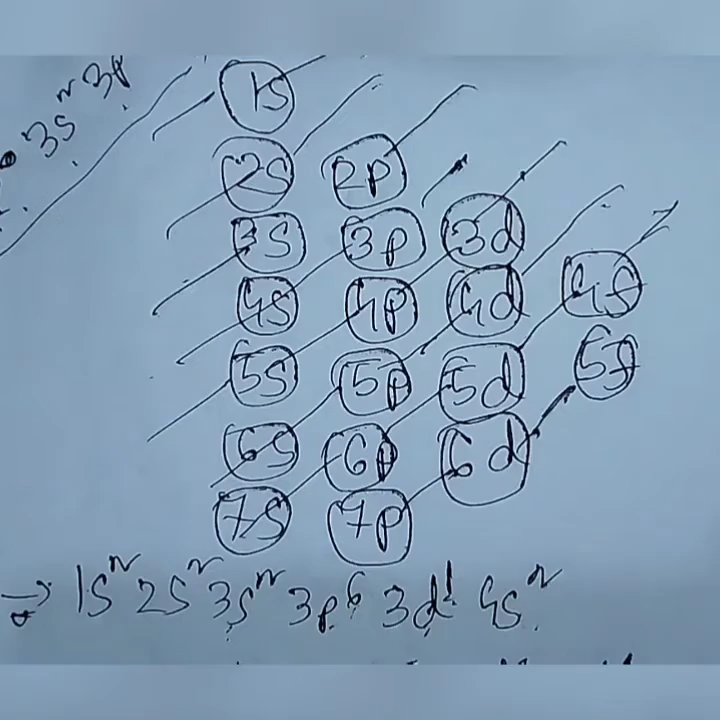 3s² 3p
1s
2s 2p
3s 3p 3d
4s 4p 4d 4f
5s 5p 5d 5f
6s 6p 6d
7s 7p
→ 1s² 2s² 3s² 3p⁶ 3d¹ 4s²